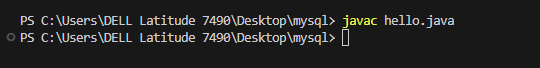 PS C:\Users\DELL Latitude 7490\Desktop\mysql> javac hello.java
PS C:\Users\DELL Latitude 7490\Desktop\mysql>